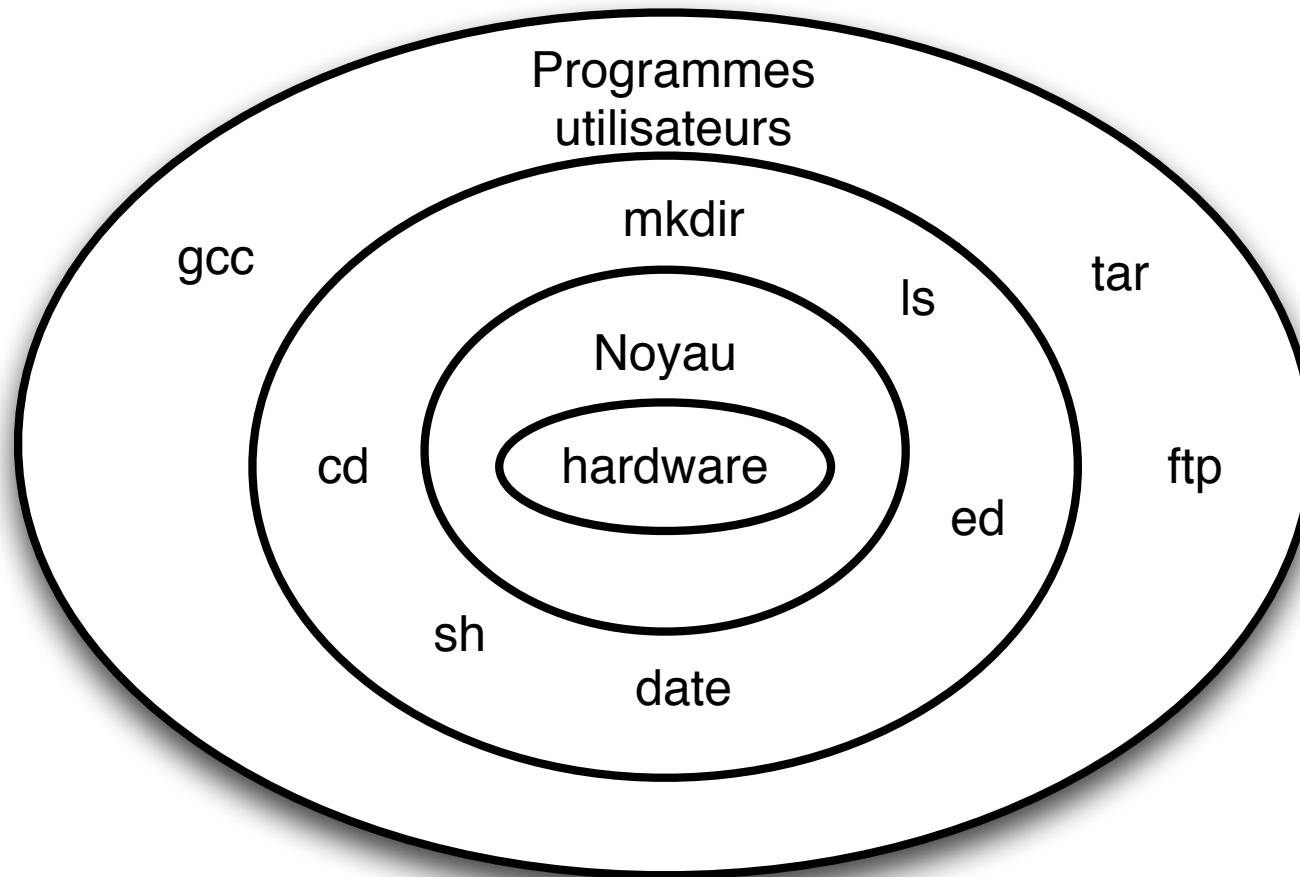 Programmes
utilisateurs
mkdir
gcc
tar
ls
Noyau
cd
hardware
ftp
ed
sh
date